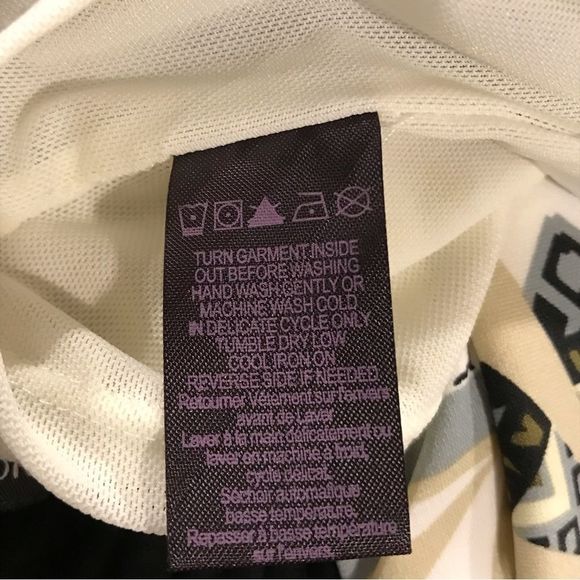 TURN GARMENT INSIDE
OUT BEFORE WASHING
HAND WASH GENTLY OR
MACHINE WASH COLD
IN DELICATE CYCLE ONLY
TUMBLE DRY LOW
COOL IRON ON
REVERSE SIDE IF NEEDED
Retourner vêtement sur l'envers
avant de laver
Laver à la main délicatement ou
laver en machine à froid,
cycle délicat,
Séchoir automatique
basse température,
Repasser à basse température
sur l'envers.